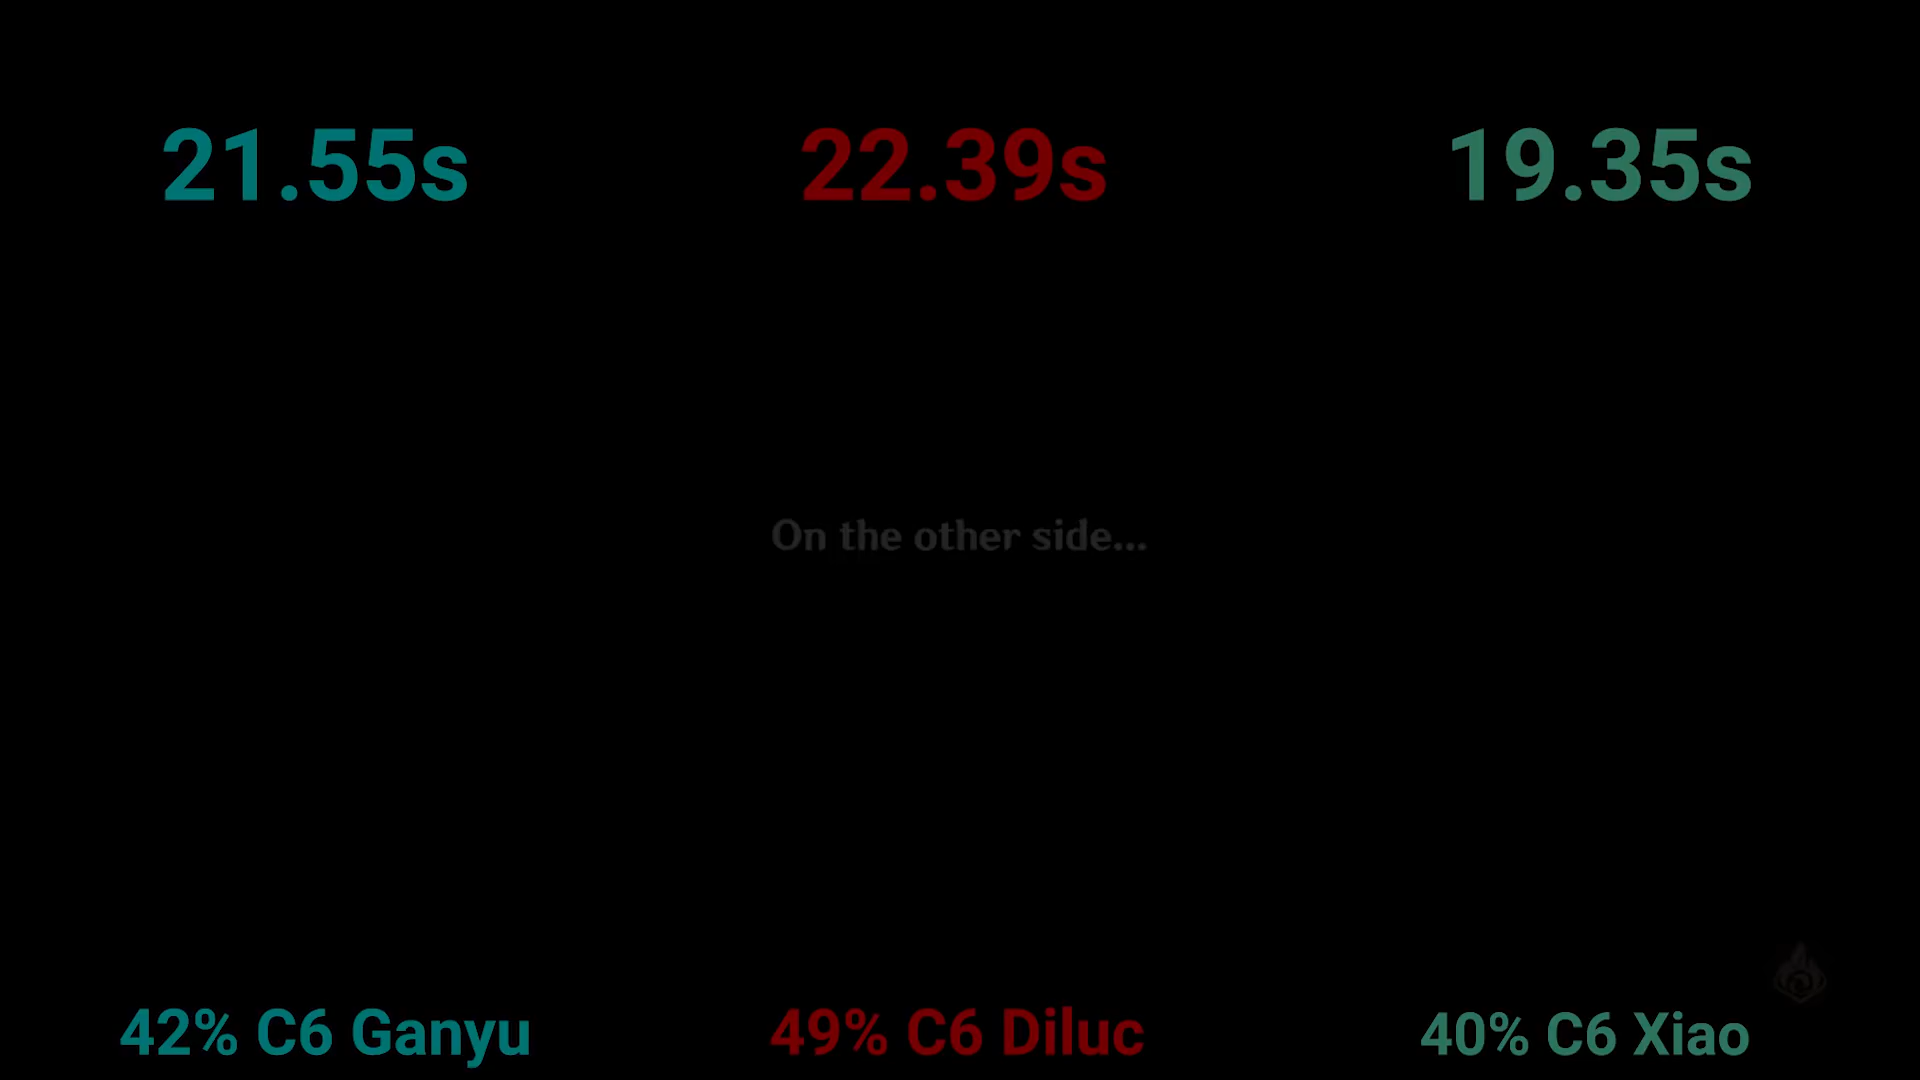 21.55s 22.39s 19.35s
On the other side...
42% C6 Ganyu 49% C6 Diluc 40% C6 Xiao